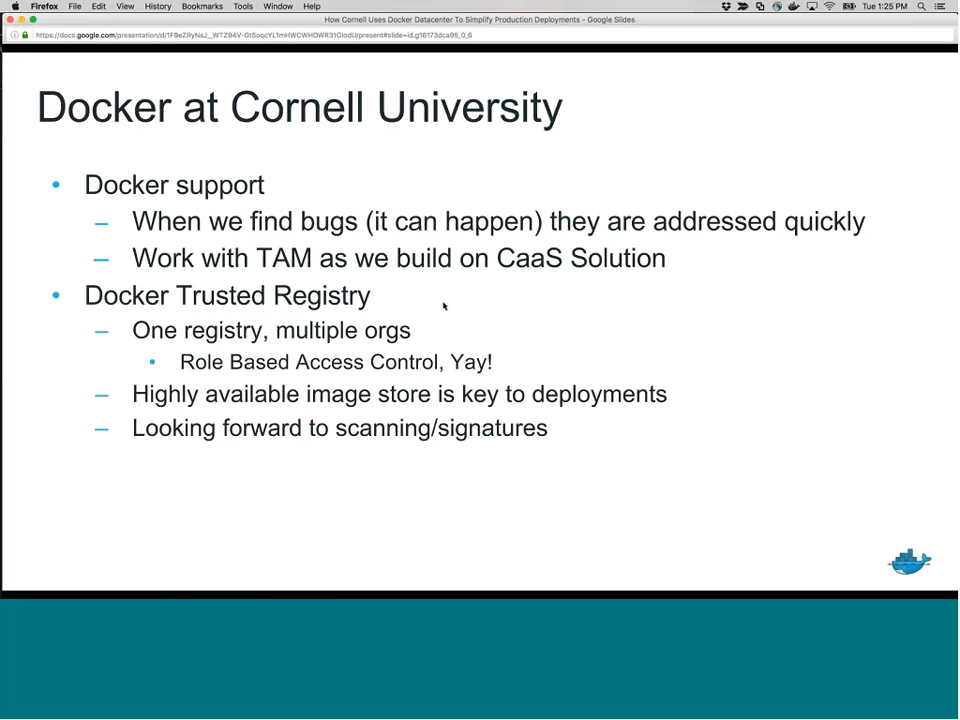 Firefox File Edit View History Bookmarks Tools Window Help Tue 1:25 PM
How Cornell Uses Docker Datacenter To Simplify Production Deployments - Google Slides
Docker at Cornell University
• Docker support
– When we find bugs (it can happen) they are addressed quickly
– Work with TAM as we build on CaaS Solution
• Docker Trusted Registry
– One registry, multiple orgs
• Role Based Access Control, Yay!
– Highly available image store is key to deployments
– Looking forward to scanning/signatures